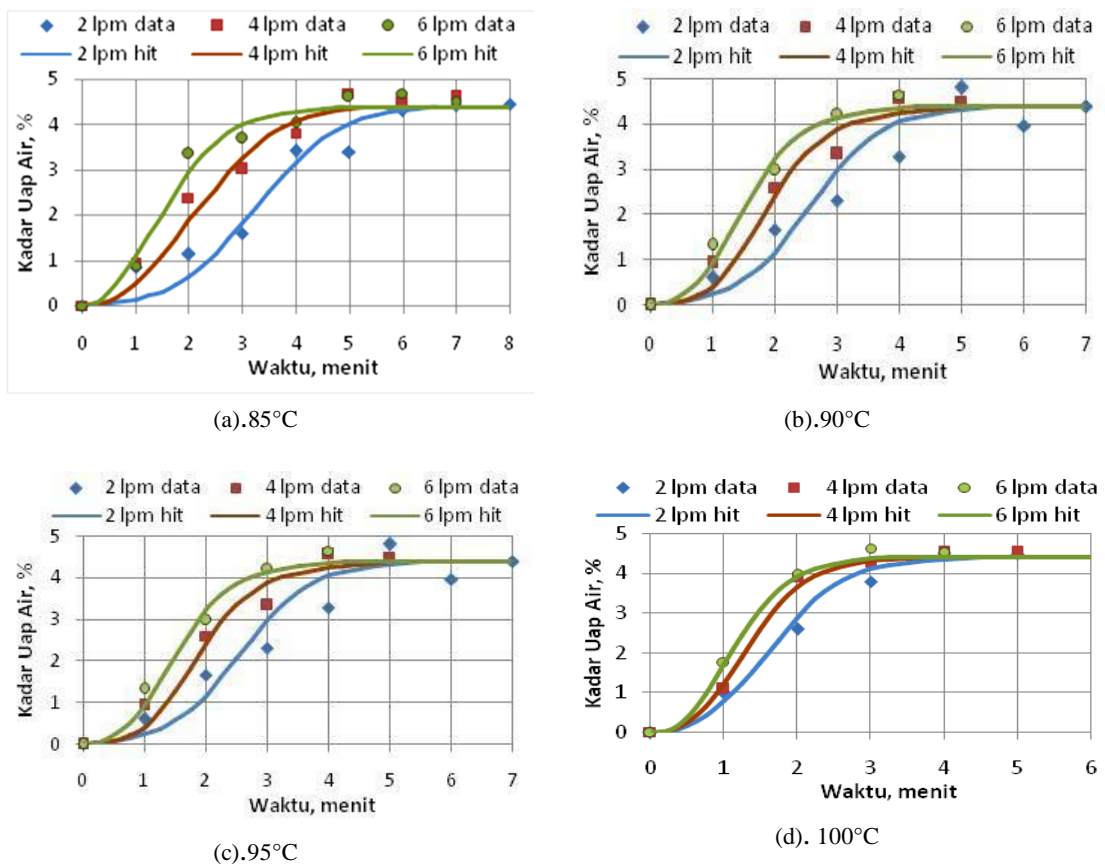 2 lpm data 4 lpm data 6 lpm data
2 lpm hit 4 lpm hit 6 lpm hit
Kadar Uap Air, %
5
4
3
2
1
0
0 1 2 3 4 5 6 7 8
Waktu, menit
(a).85°C
2 lpm data 4 lpm data 6 lpm data
2 lpm hit 4 lpm hit 6 lpm hit
Kadar Uap Air, %
5
4
3
2
1
0
0 1 2 3 4 5 6 7
Waktu, menit
(b).90°C
2 lpm data 4 lpm data 6 lpm data
2 lpm hit 4 lpm hit 6 lpm hit
Kadar Uap Air, %
5
4
3
2
1
0
0 1 2 3 4 5 6 7
Waktu, menit
(c).95°C
2 lpm data 4 lpm data 6 lpm data
2 lpm hit 4 lpm hit 6 lpm hit
Kadar Uap Air, %
5
4
3
2
1
0
0 1 2 3 4 5 6
Waktu, menit
(d). 100°C